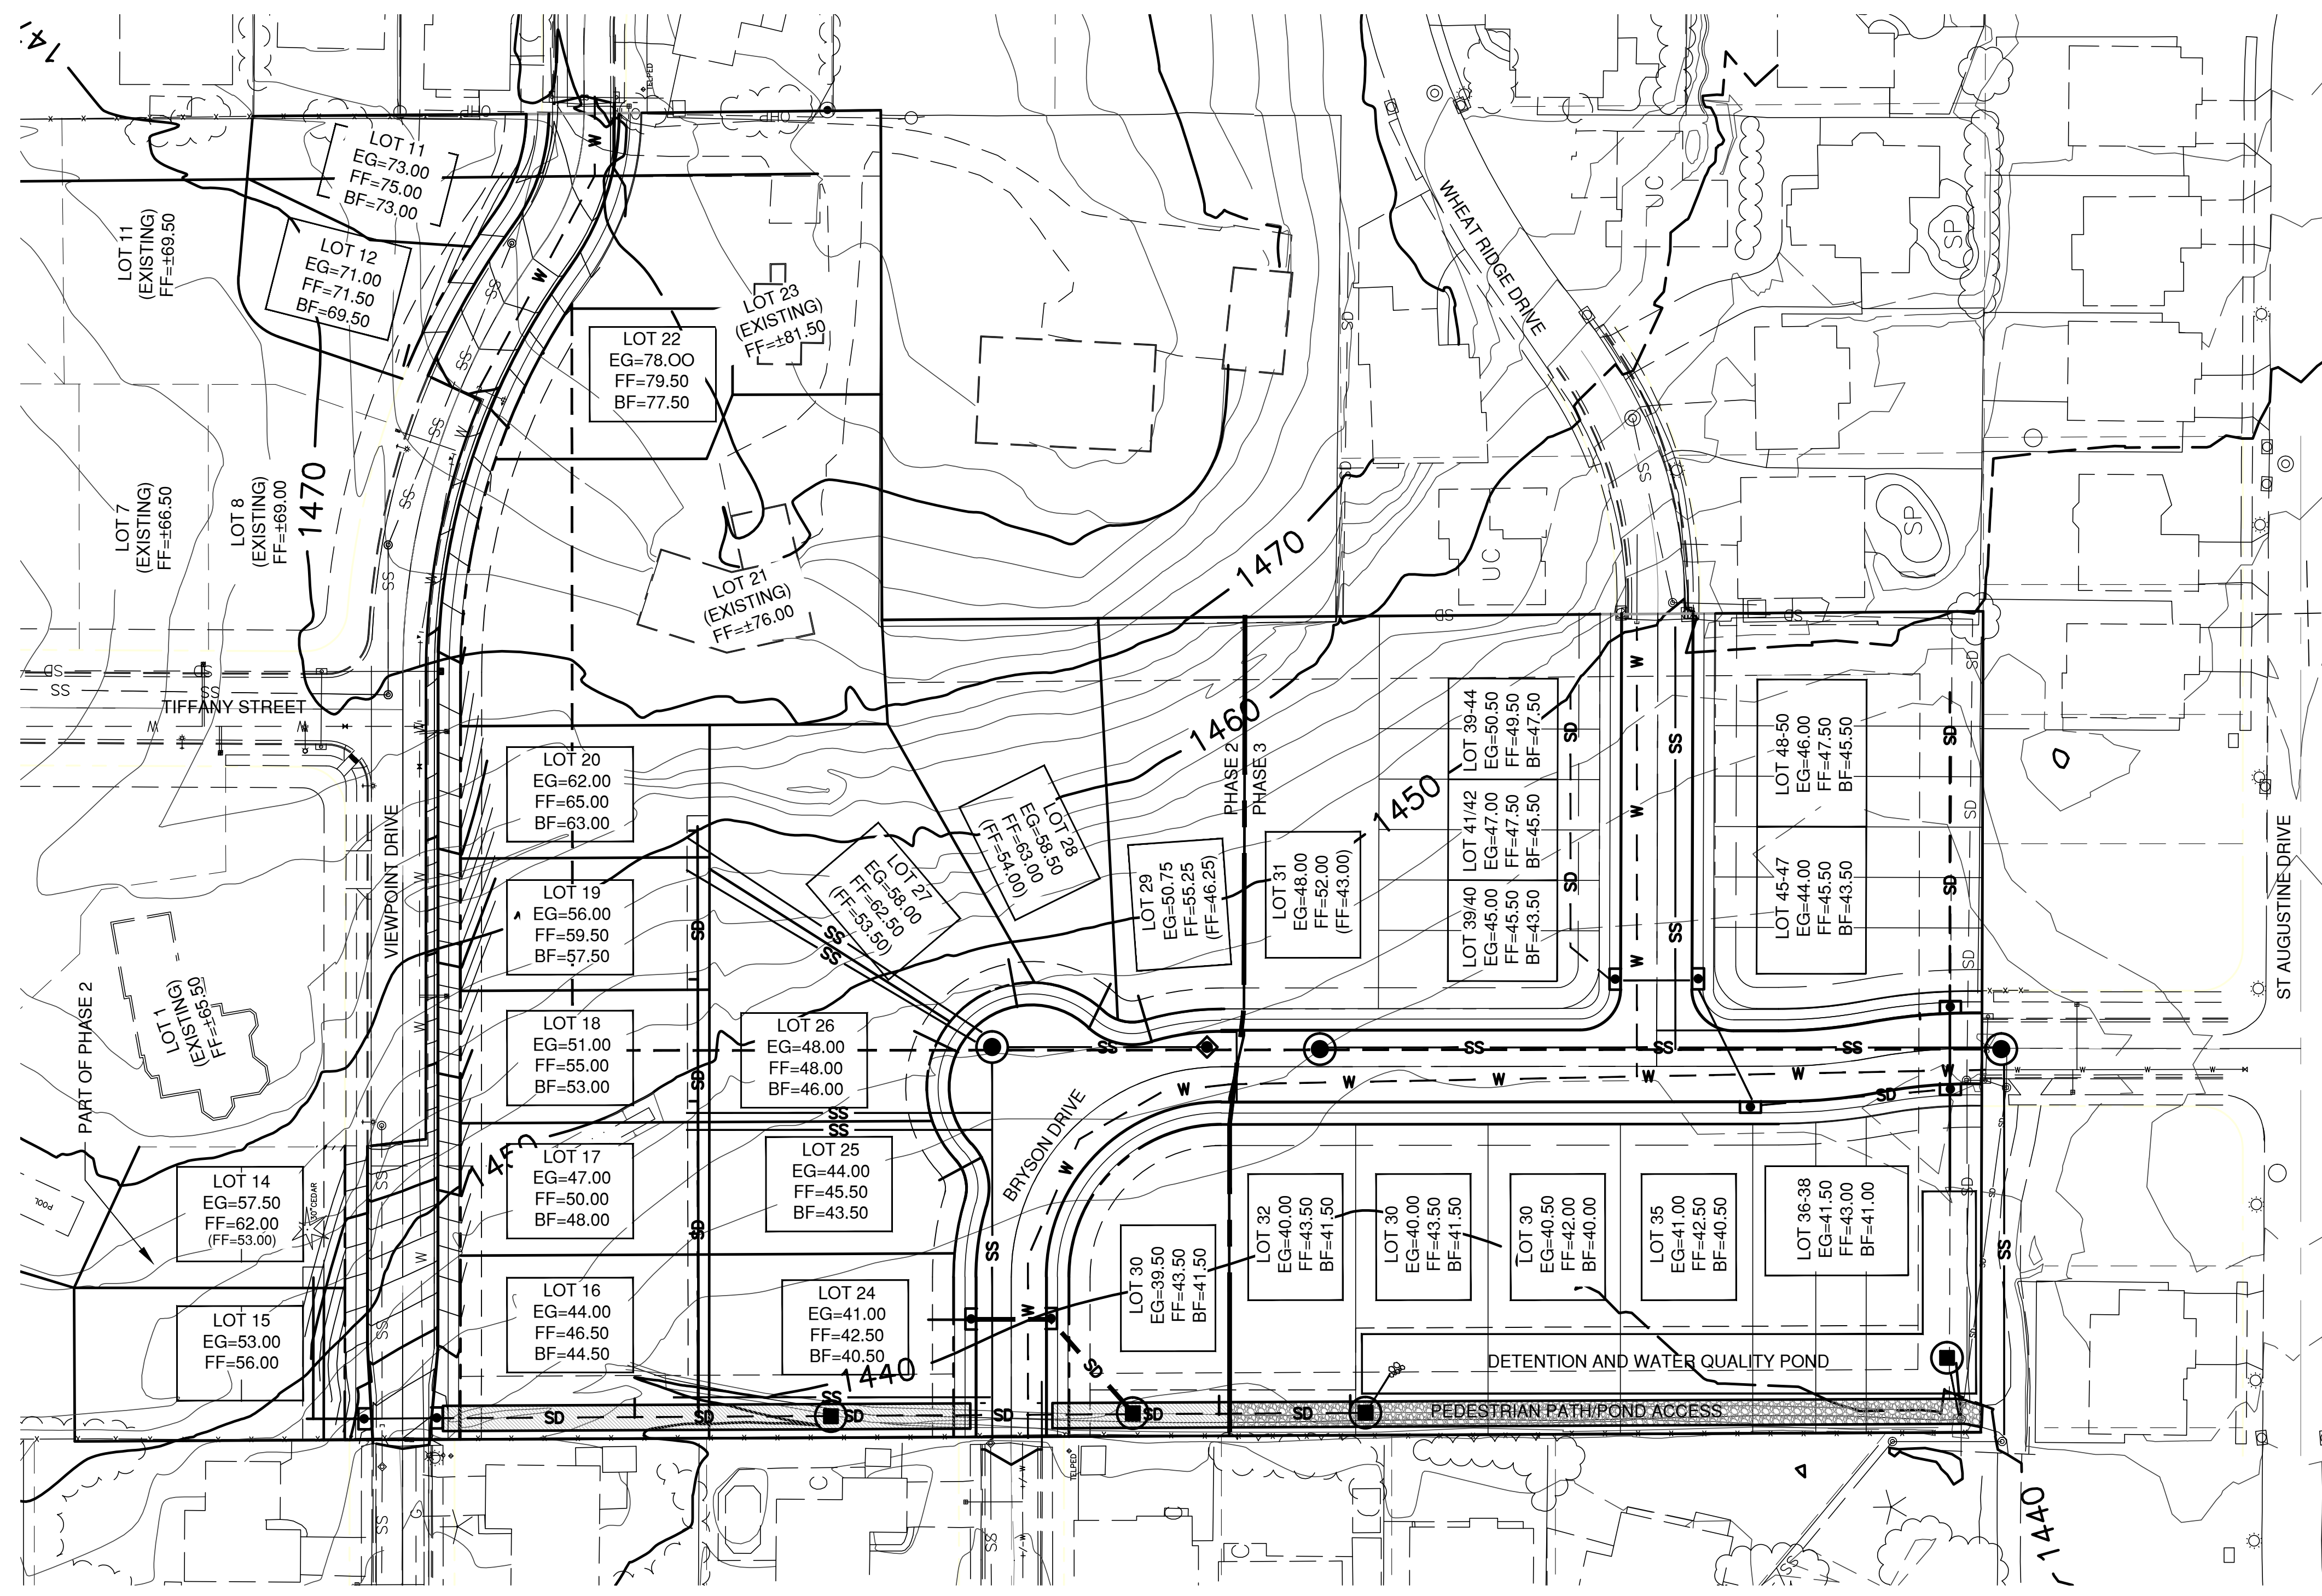 LOT 11
EG=73.00
FF=75.00
BF=73.00
LOT 11
(EXISTING)
FF=±69.50
LOT 12
EG=71.00
FF=71.50
BF=69.50
LOT 22
EG=78.OO
FF=79.50
BF=77.50
LOT 23
(EXISTING)
FF=±81.50
OHP
OHP
TELPED
WHEAT RIDGE DRIVE
UC
SP
UC
SP
LOT 7
(EXISTING)
FF=±66.50
LOT 8
(EXISTING)
FF=±69.00
1470
LOT 21
(EXISTING)
FF=±76.00
1470
1460
1450
TIFFANY STREET
VIEWPOINT DRIVE
LOT 20
EG=62.00
FF=65.00
BF=63.00
LOT 19
EG=56.00
FF=59.50
BF=57.50
LOT 18
EG=51.00
FF=55.00
BF=53.00
LOT 17
EG=47.00
FF=50.00
BF=48.00
LOT 16
EG=44.00
FF=46.50
BF=44.50
LOT 27
EG=58.00
FF=62.50
(FF=53.50)
LOT 28
EG=58.50
FF=63.00
(FF=54.00)
LOT 29
EG=50.75
FF=55.25
(FF=46.25)
PHASE 2
PHASE 3
LOT 31
EG=48.00
FF=52.00
(FF=43.00)
LOT 39-44
EG=50.50
FF=49.50
BF=47.50
LOT 41/42
EG=47.00
FF=47.50
BF=45.50
LOT 39/40
EG=45.00
FF=45.50
BF=43.50
LOT 48-50
EG=46.00
FF=47.50
BF=45.50
LOT 45-47
EG=44.00
FF=45.50
BF=43.50
ST AUGUSTINE DRIVE
LOT 1
(EXISTING)
FF=±65.50
PART OF PHASE 2
POOL
LOT 14
EG=57.50
FF=62.00
(FF=53.00)
30"CEDAR
LOT 15
EG=53.00
FF=56.00
LOT 26
EG=48.00
FF=48.00
BF=46.00
LOT 25
EG=44.00
FF=45.50
BF=43.50
LOT 24
EG=41.00
FF=42.50
BF=40.50
1440
BRYSON DRIVE
LOT 30
EG=39.50
FF=43.50
BF=41.50
LOT 32
EG=40.00
FF=43.50
BF=41.50
LOT 30
EG=40.00
FF=43.50
BF=41.50
LOT 30
EG=40.50
FF=42.00
BF=40.00
LOT 35
EG=41.00
FF=42.50
BF=40.50
LOT 36-38
EG=41.50
FF=43.00
BF=41.00
DETENTION AND WATER QUALITY POND
PEDESTRIAN PATH/POND ACCESS
SS
SD
W
TELPED
1440